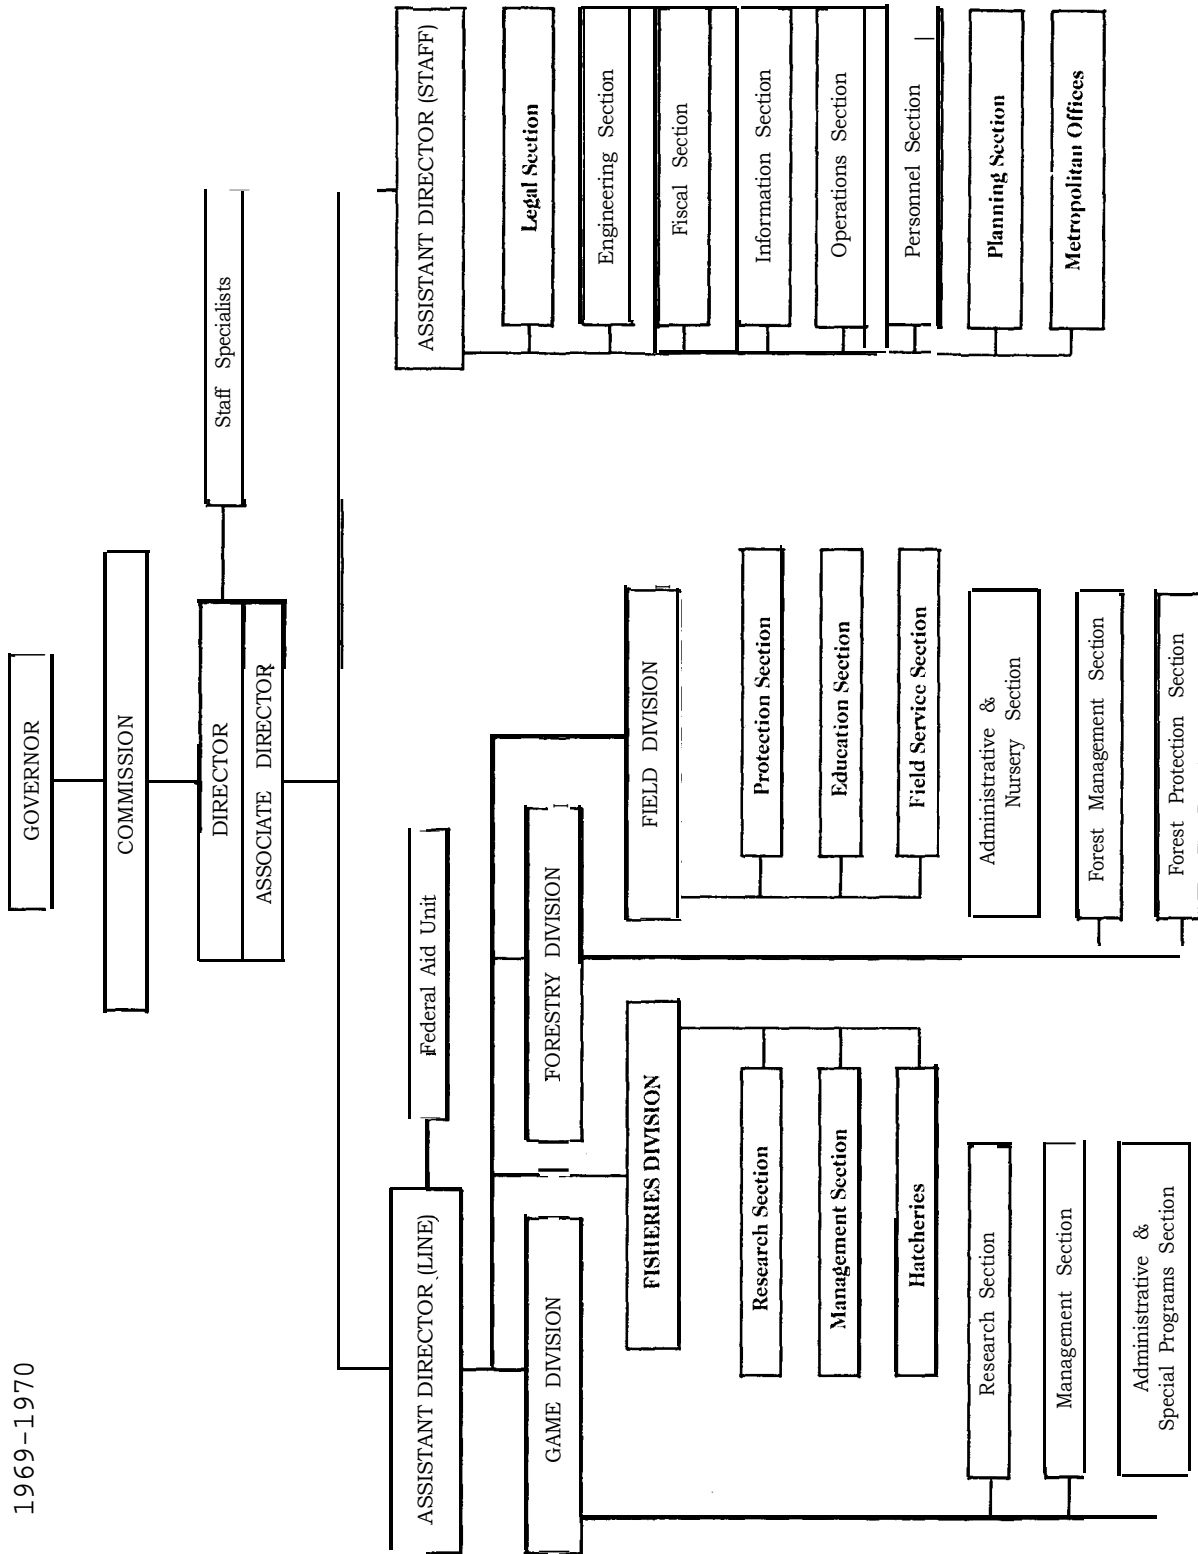 1969-1970
GOVERNOR
COMMISSION
DIRECTOR
ASSOCIATE DIRECTOR
Staff Specialists
ASSISTANT DIRECTOR (LINE)
Federal Aid Unit
ASSISTANT DIRECTOR (STAFF)
GAME DIVISION
FORESTRY DIVISION
FISHERIES DIVISION
FIELD DIVISION
Legal Section
Engineering Section
Fiscal Section
Information Section
Operations Section
Personnel Section
Planning Section
Metropolitan Offices
Research Section
Management Section
Hatcheries
Protection Section
Education Section
Field Service Section
Research Section
Management Section
Administrative &
Special Programs Section
Administrative &
Nursery Section
Forest Management Section
Forest Protection Section